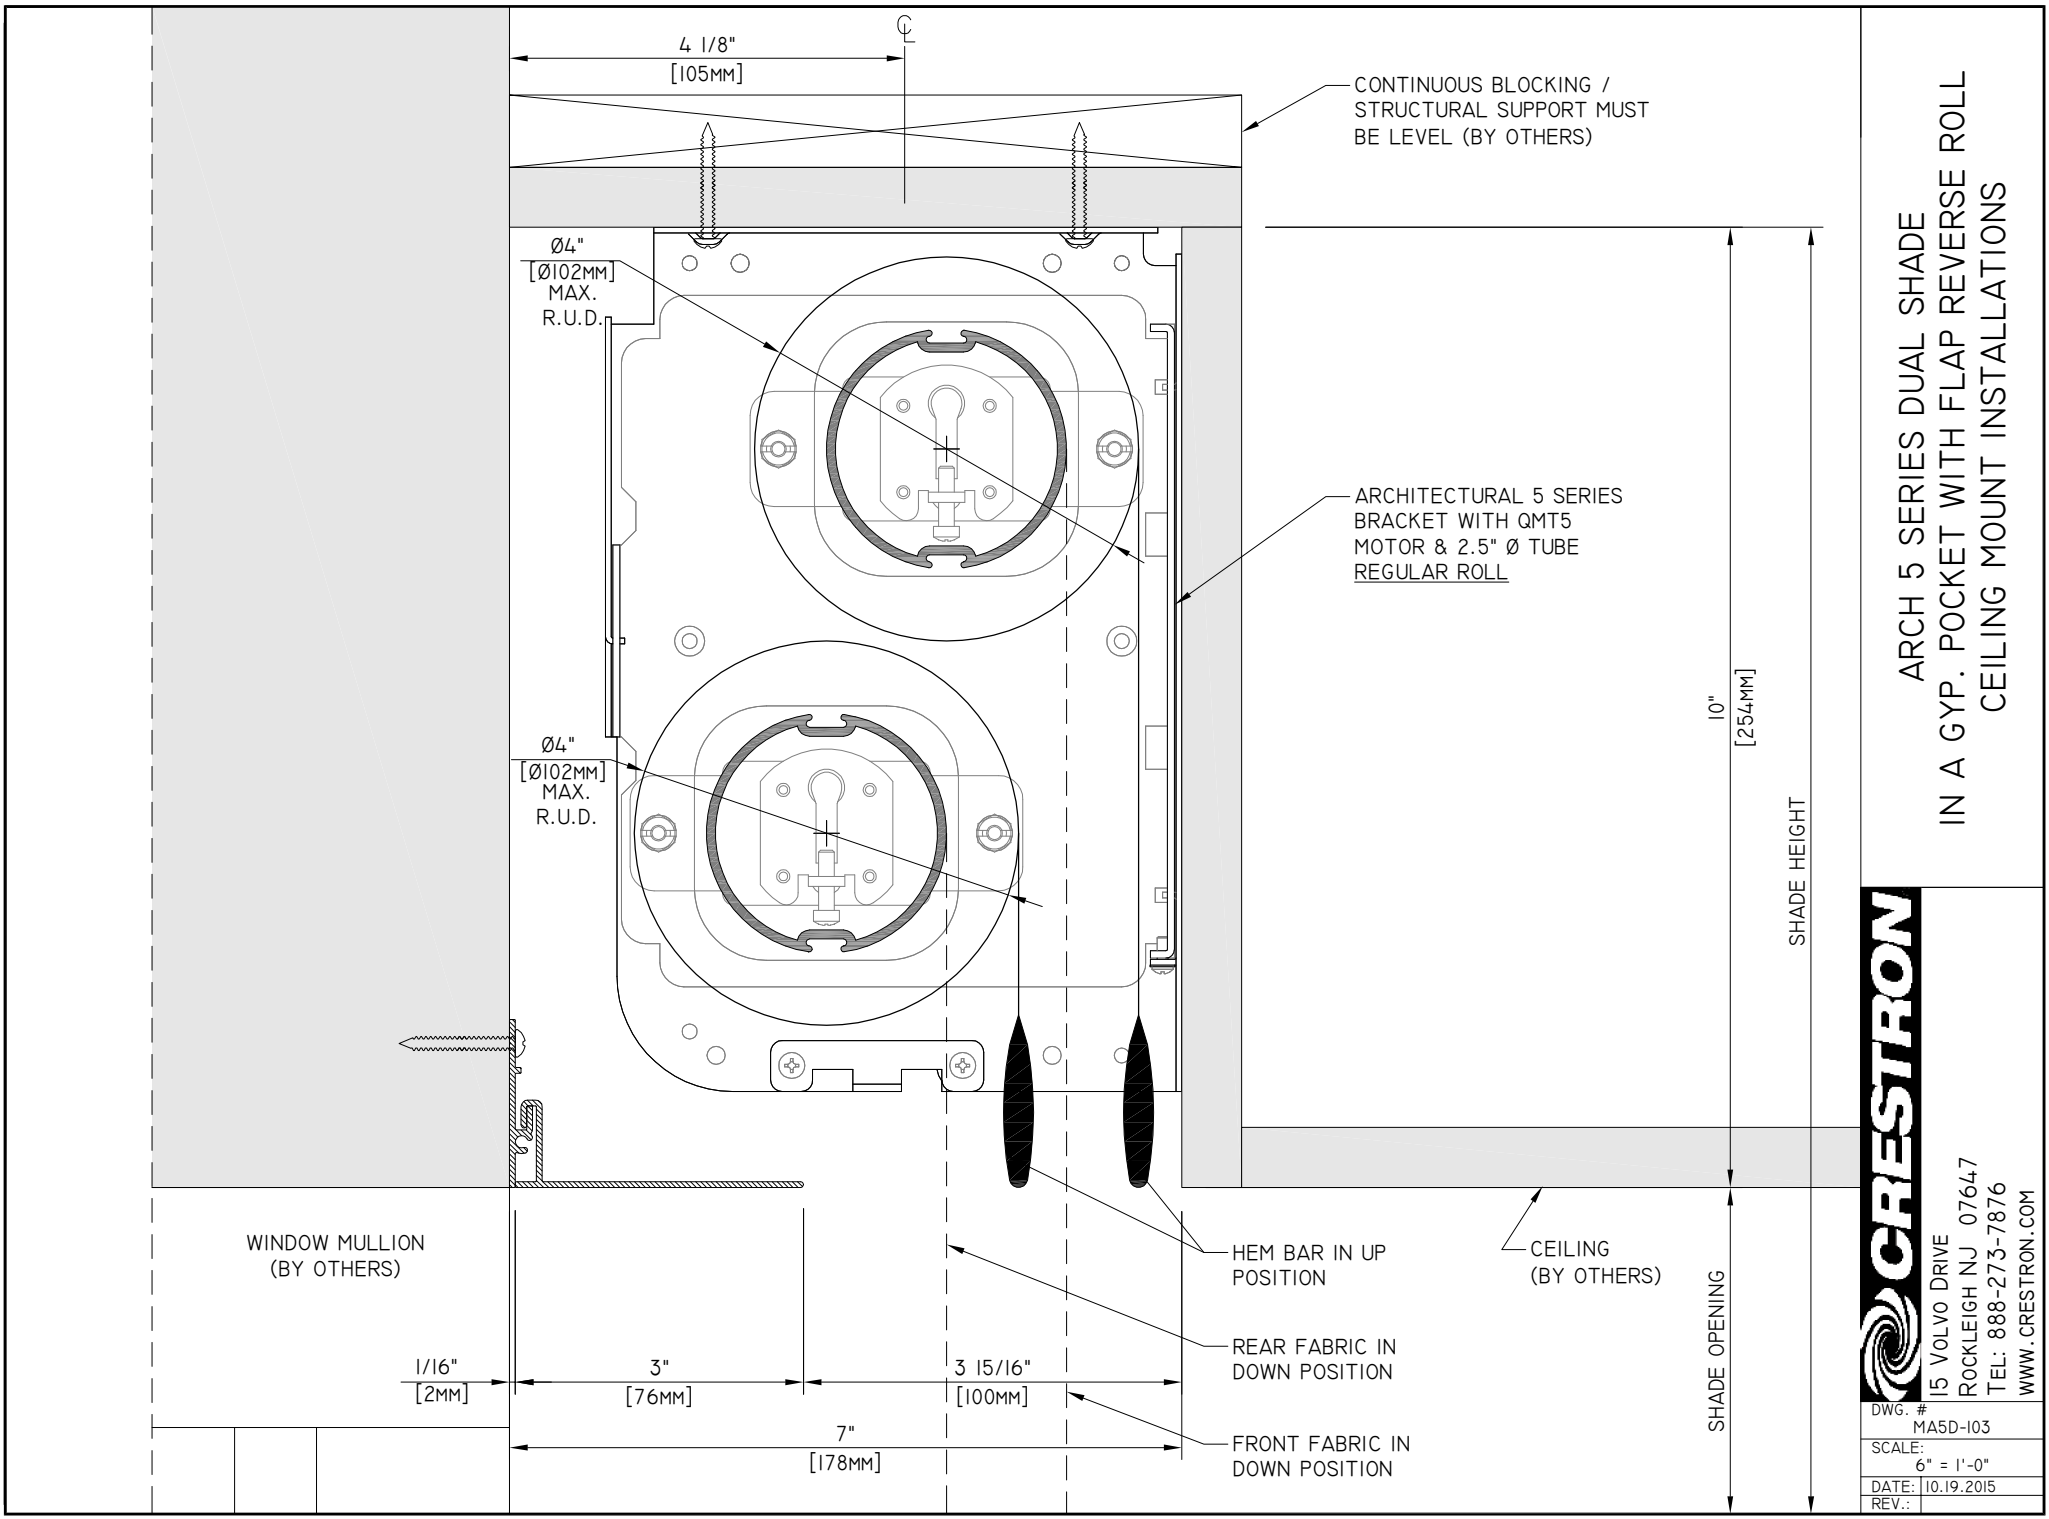 4 1/8"
[105MM]
CL
CONTINUOUS BLOCKING /
STRUCTURAL SUPPORT MUST
BE LEVEL (BY OTHERS)
Ø4"
[Ø102MM]
MAX.
R.U.D.
ARCHITECTURAL 5 SERIES
BRACKET WITH QMT5
MOTOR & 2.5" Ø TUBE
REGULAR ROLL
Ø4"
[Ø102MM]
MAX.
R.U.D.
10"
[254MM]
SHADE HEIGHT
WINDOW MULLION
(BY OTHERS)
HEM BAR IN UP
POSITION
CEILING
(BY OTHERS)
REAR FABRIC IN
DOWN POSITION
FRONT FABRIC IN
DOWN POSITION
SHADE OPENING
1/16"
[2MM]
3"
[76MM]
3 15/16"
[100MM]
7"
[178MM]
ARCH 5 SERIES DUAL SHADE
IN A GYP. POCKET WITH FLAP REVERSE ROLL
CEILING MOUNT INSTALLATIONS
CRESTRON
15 VOLVO DRIVE
ROCKLEIGH NJ 07647
TEL: 888-273-7876
WWW.CRESTRON.COM
DWG. #
MA5D-103
SCALE:
6" = 1'-0"
DATE: 10.19.2015
REV.: